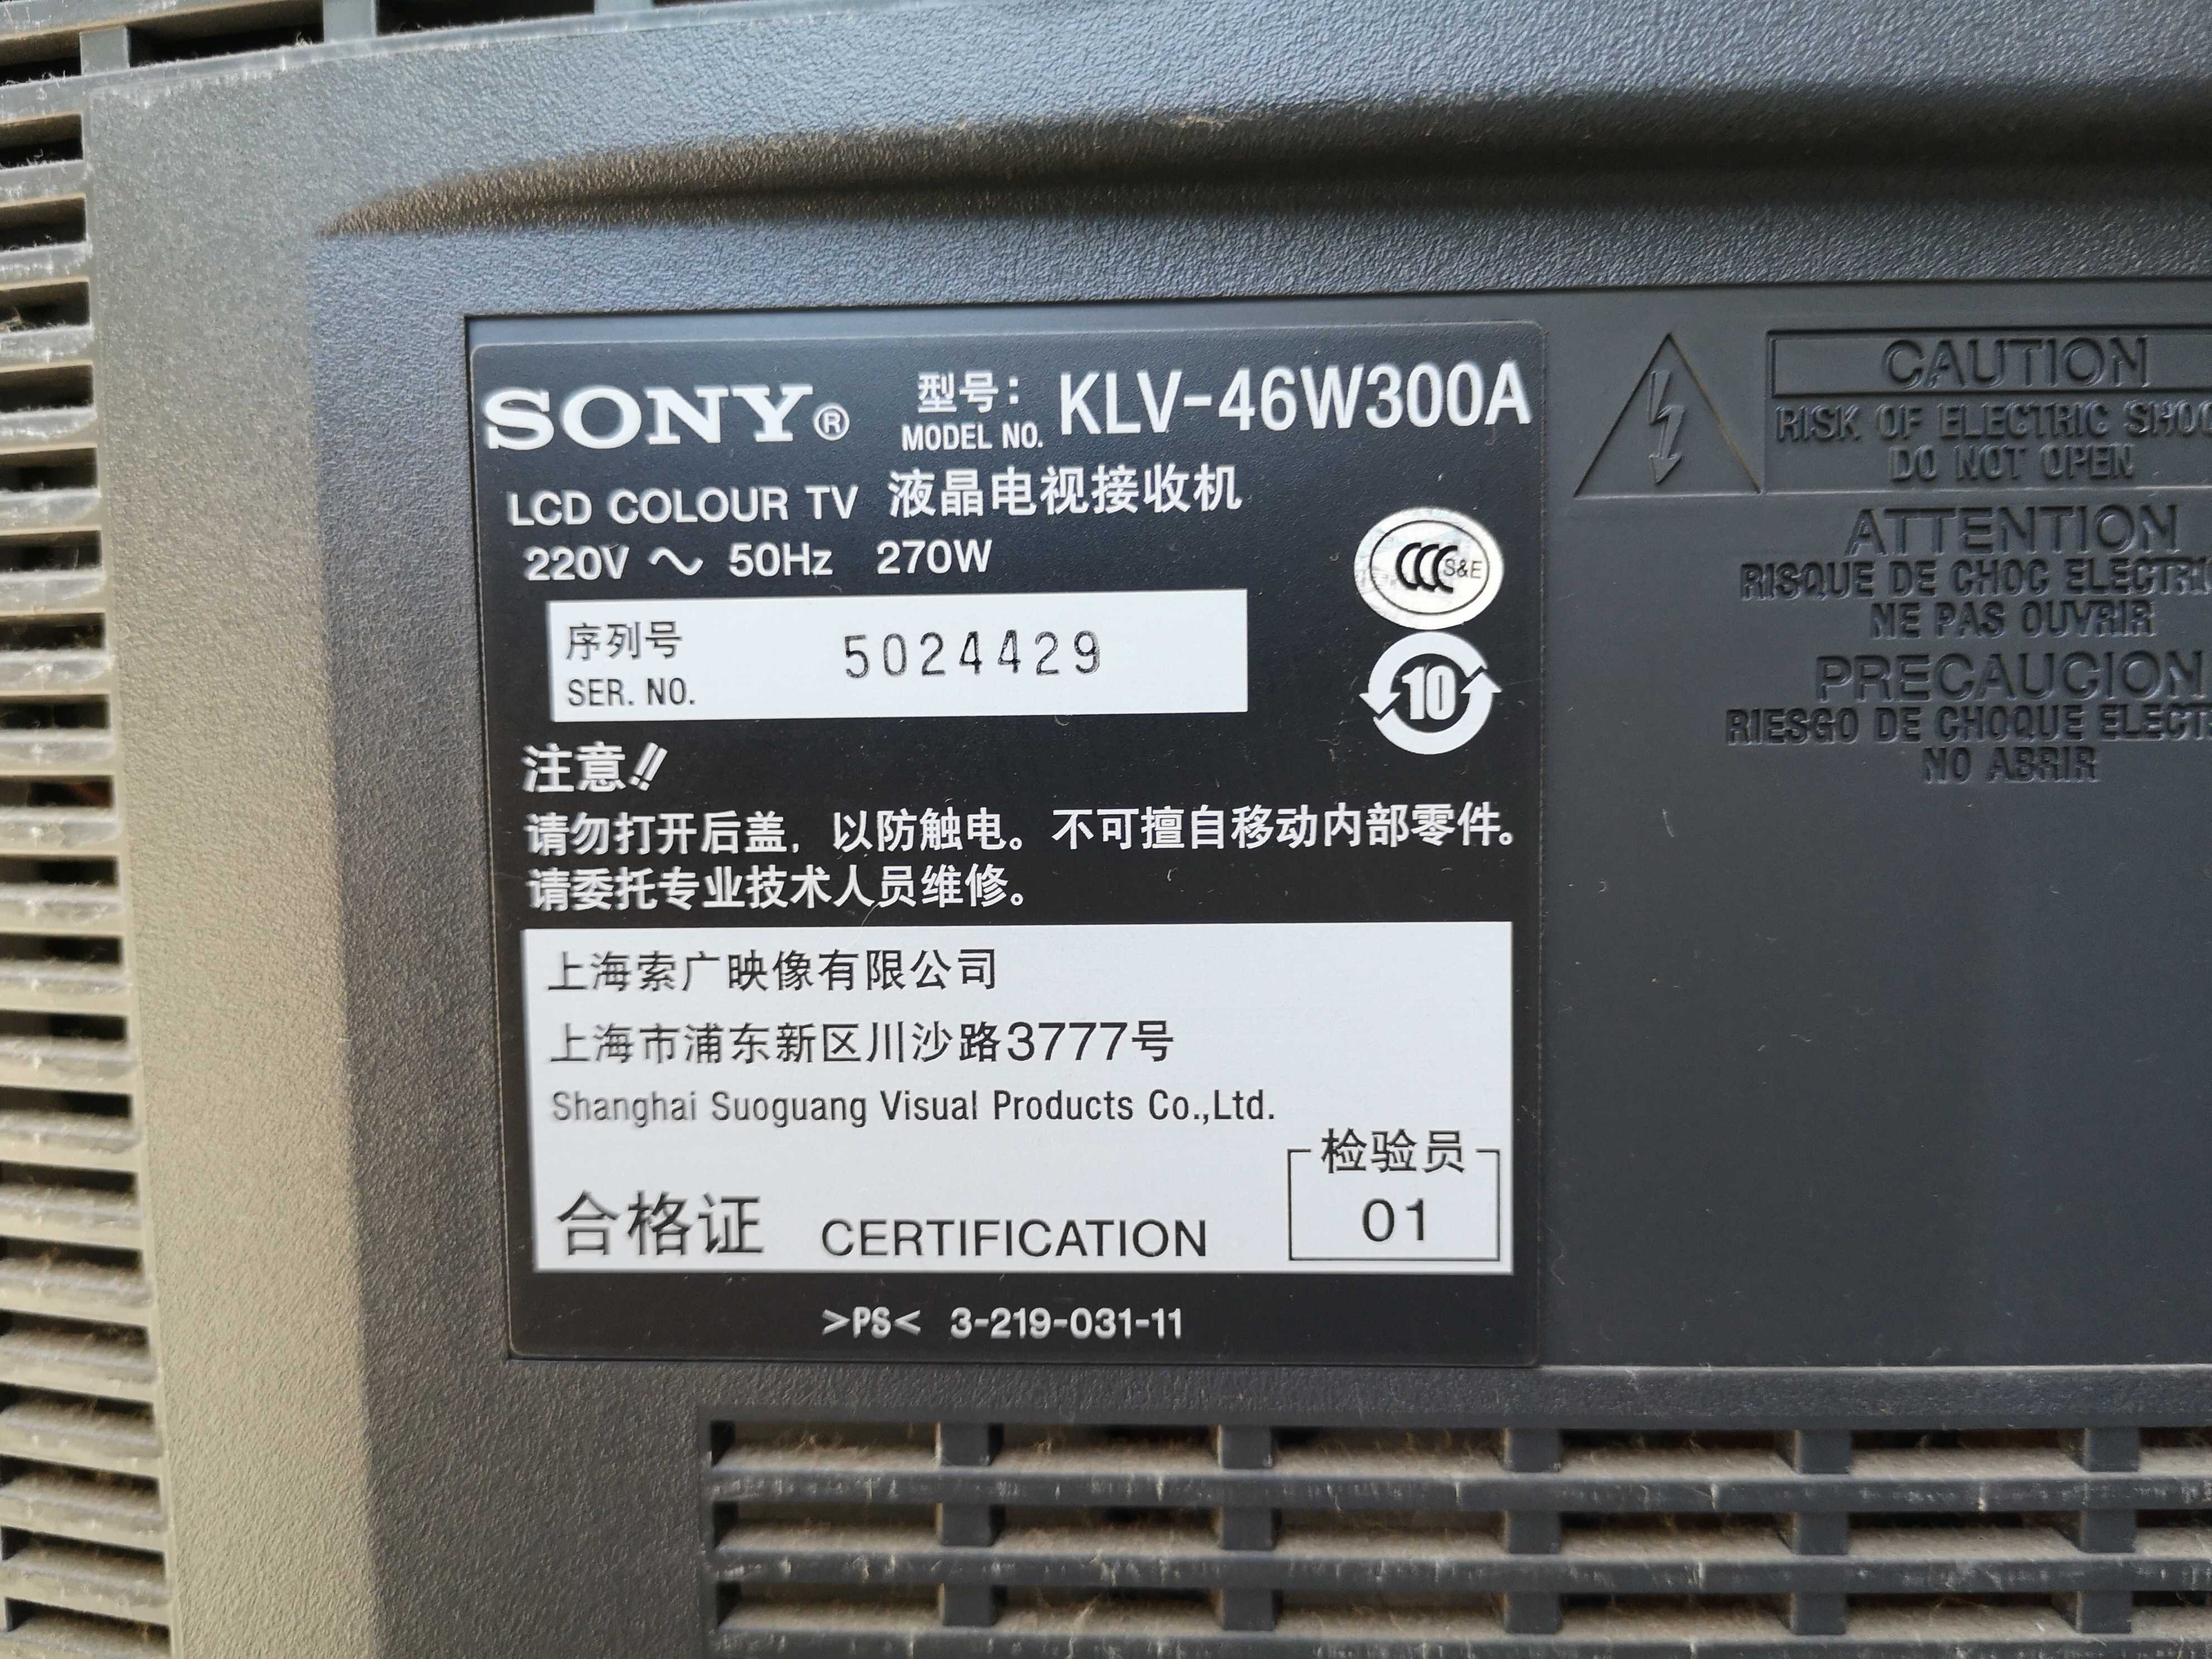 SONY® 型号: KLV-46W300A
MODEL NO.
LCD COLOUR TV 液晶电视接收机
220V ~ 50Hz 270W
CCC S&E
序列号
SER. NO. 5024429
10
注意!!
请勿打开后盖，以防触电。不可擅自移动内部零件。
请委托专业技术人员维修。
上海索广映像有限公司
上海市浦东新区川沙路3777号
Shanghai Suoguang Visual Products Co.,Ltd.
检验员
01
合格证 CERTIFICATION
>PS< 3-219-031-11
CAUTION
RISK OF ELECTRIC
DO NOT OPEN
ATTENTION
RISQUE DE CHOC
NE PAS OUVRIR
PRECAUCION
RIESGO DE CHOQUE
NO ABRIR